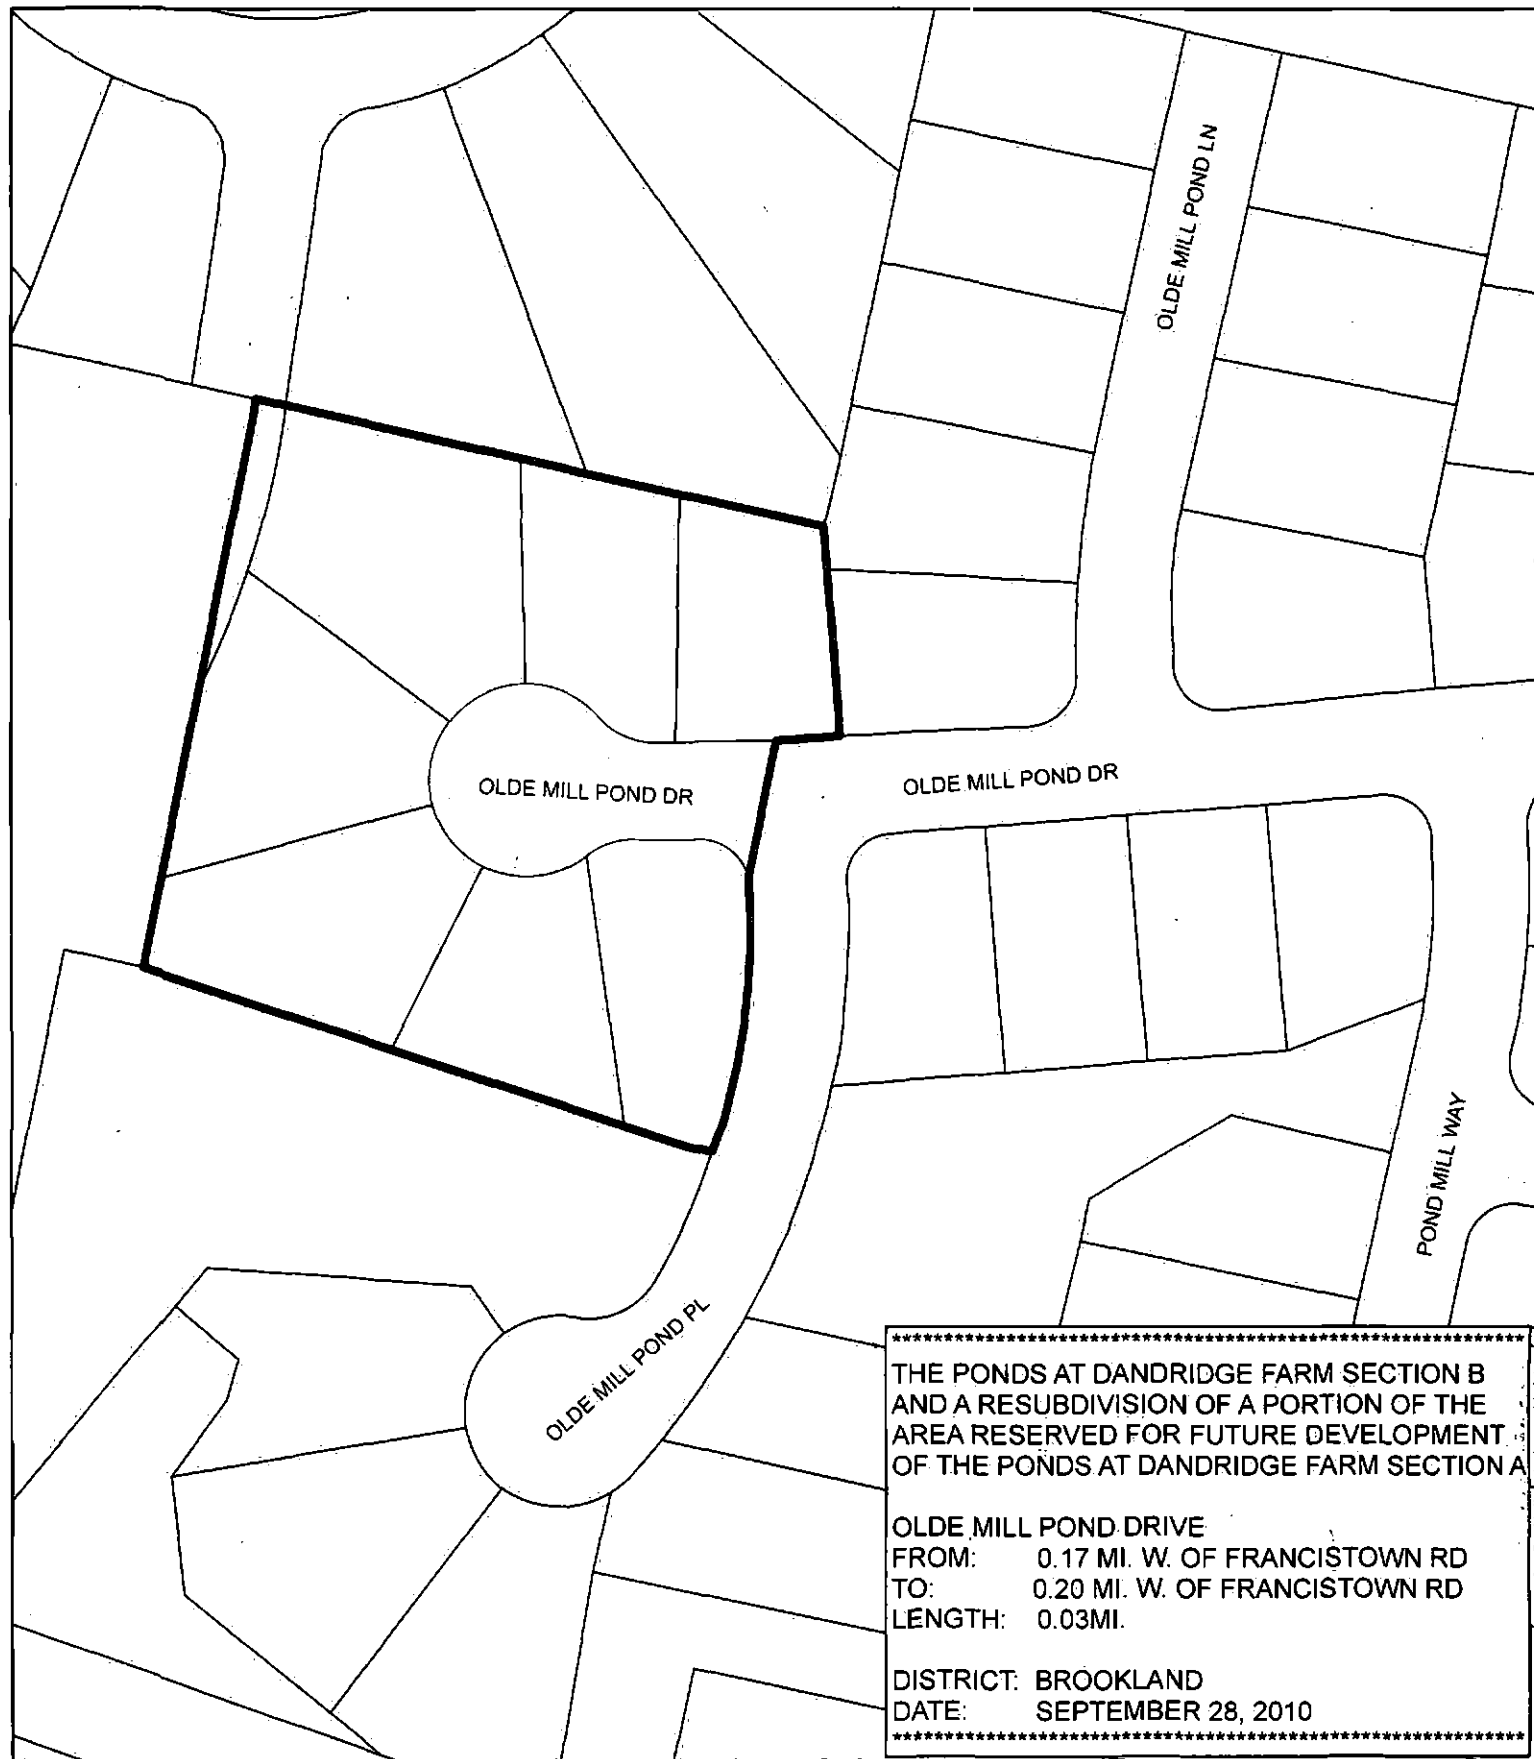 OLDE MILL POND LN
OLDE MILL POND DR
OLDE MILL POND DR
POND MILL WAY
OLDE MILL POND PL
************************************************************
THE PONDS AT DANDRIDGE FARM SECTION B
AND A RESUBDIVISION OF A PORTION OF THE
AREA RESERVED FOR FUTURE DEVELOPMENT
OF THE PONDS AT DANDRIDGE FARM SECTION A
OLDE MILL POND DRIVE
FROM: 0.17 MI. W. OF FRANCISTOWN RD
TO: 0.20 MI. W. OF FRANCISTOWN RD
LENGTH: 0.03MI.
DISTRICT: BROOKLAND
DATE: SEPTEMBER 28, 2010
************************************************************